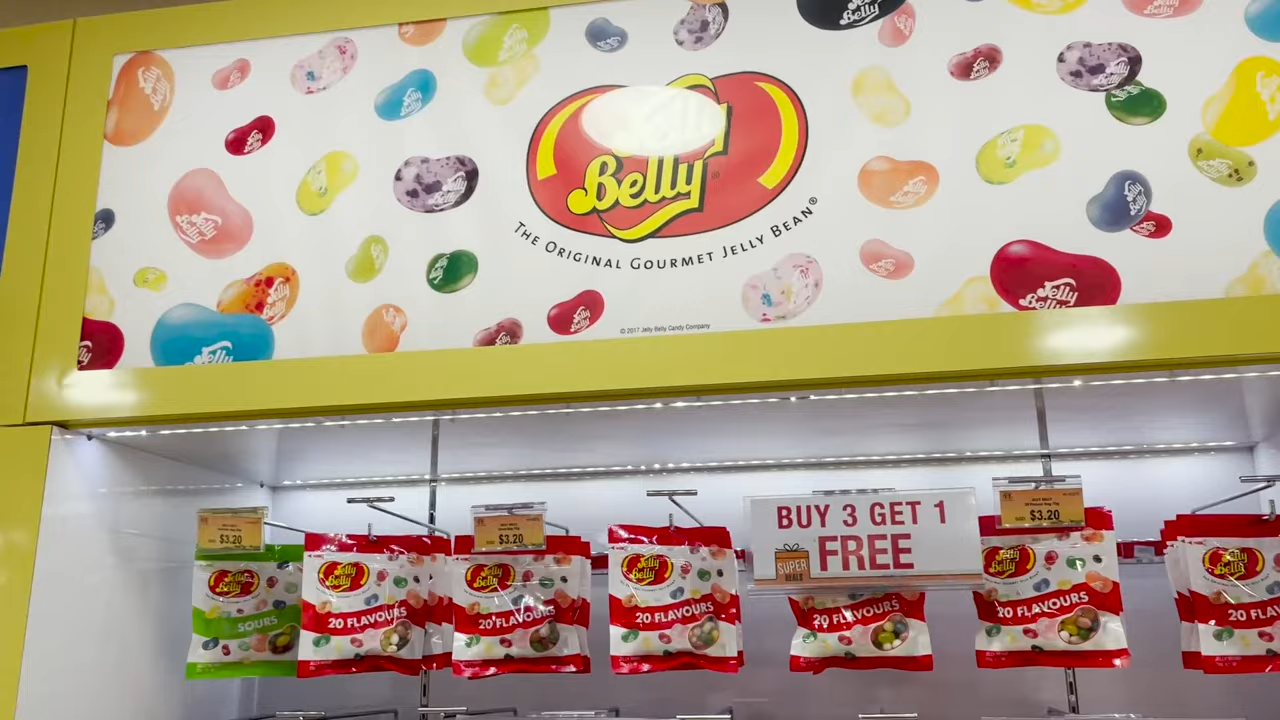 Belly®
THE ORIGINAL GOURMET JELLY BEAN®
© 2017 Jelly Belly Candy Company
BUY 3 GET 1
FREE
SUPER
DEALS
$3.20
$3.20
$3.20
Jelly Belly
SOURS
Jelly Belly
20 FLAVOURS
Jelly Belly
20 FLAVOURS
Jelly Belly
20 FLAVOURS
20 FLAVOURS
Jelly Belly
20 FLAVOURS
Jelly Belly
20 FLAV